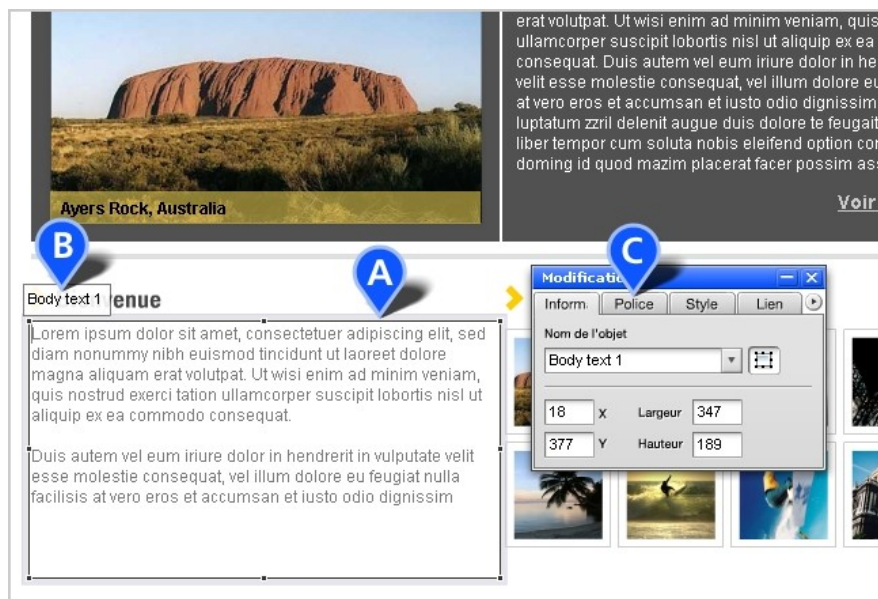 erat volutpat. Ut wisi enim ad minim veniam, quis
ullamcorper suscipit lobortis nisl ut aliquip ex ea
consequat. Duis autem vel eum iriure dolor in he
velit esse molestie consequat, vel illum dolore eu
at vero eros et accumsan et iusto odio dignissim
luptatum zzril delenit augue duis dolore te feugait
liber tempor cum soluta nobis eleifend option co
doming id quod mazim placerat facer possim as
Voir
Ayers Rock, Australia
B
A
C
Body text 1
venue
Lorem ipsum dolor sit amet, consectetuer adipiscing elit, sed
diam nonummy nibh euismod tincidunt ut laoreet dolore
magna aliquam erat volutpat. Ut wisi enim ad minim veniam,
quis nostrud exerci tation ullamcorper suscipit lobortis nisl ut
aliquip ex ea commodo consequat.
Duis autem vel eum iriure dolor in hendrerit in vulputate velit
esse molestie consequat, vel illum dolore eu feugiat nulla
facilisis at vero eros et accumsan et iusto odio dignissim
Modificati
Inform. Police Style Lien
Nom de l'objet
Body text 1
18 X Largeur 347
377 Y Hauteur 189